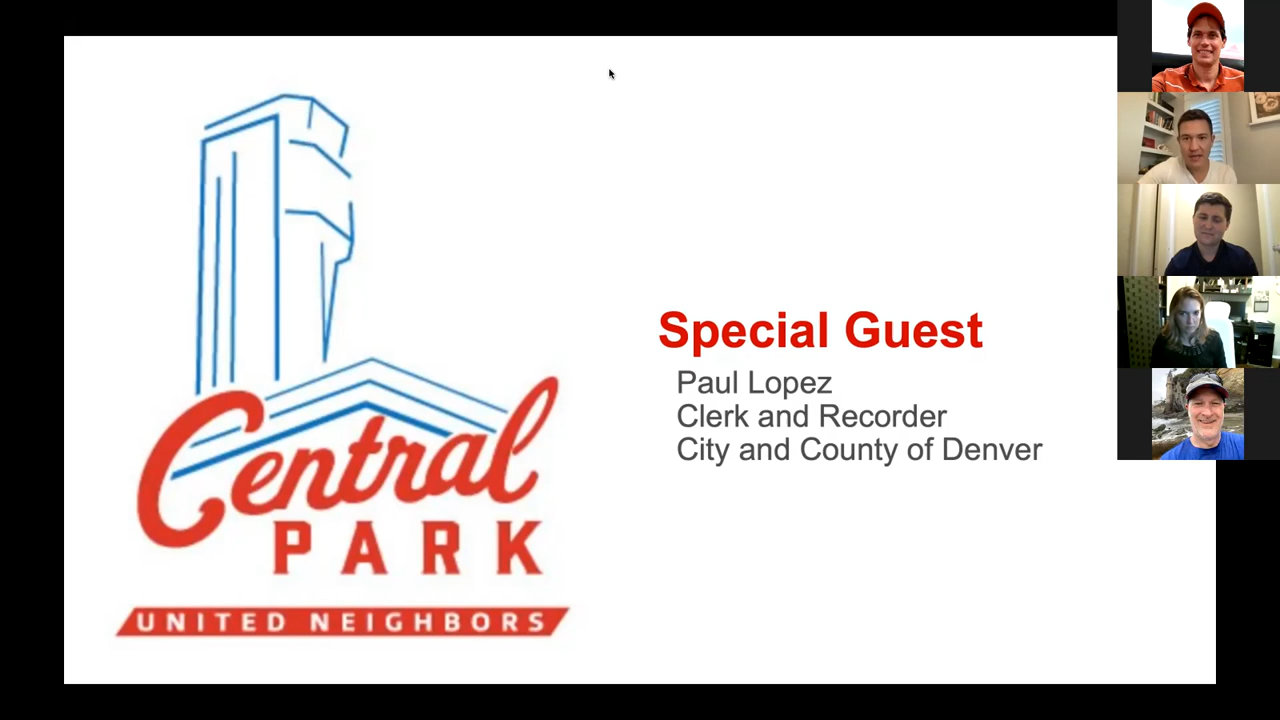 Central
PARK
UNITED NEIGHBORS
Special Guest
Paul Lopez
Clerk and Recorder
City and County of Denver